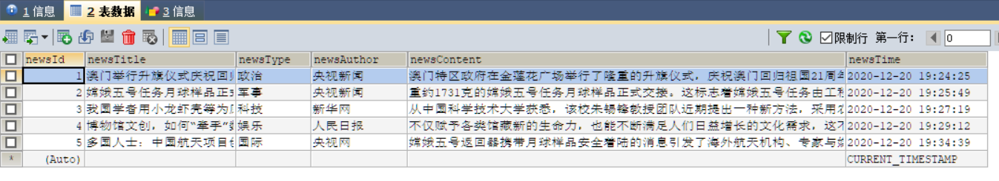 1 信息 2 表数据 3 信息
限制行 第一行: 0
newsId newsTitle newsType newsAuthor newsContent newsTime
1 澳门举行升旗仪式庆祝回归 政治 央视新闻 澳门特区政府在金莲花广场举行了隆重的升旗仪式，庆祝澳门回归祖国21周年 2020-12-20 19:24:25
2 嫦娥五号任务月球样品正式 军事 央视新闻 重约1731克的嫦娥五号任务月球样品正式交接。这标志着嫦娥五号任务由工程 2020-12-20 19:25:49
3 我国学者用小龙虾壳等为 科技 新华网 从中国科学技术大学获悉，该校朱锡锋教授团队近期提出一种新方法，采用 2020-12-20 19:27:19
4 博物馆文创，如何“牵手” 娱乐 人民日报 不仅赋予各类馆藏新的生命力，也能不断满足人们日益增长的文化需求，这 2020-12-20 19:29:12
5 多国人士：中国航天项目 国际 央视网 嫦娥五号返回器携带月球样品安全着陆的消息引发了海外航天机构、专家与 2020-12-20 19:34:39
* (Auto) CURRENT_TIMESTAMP